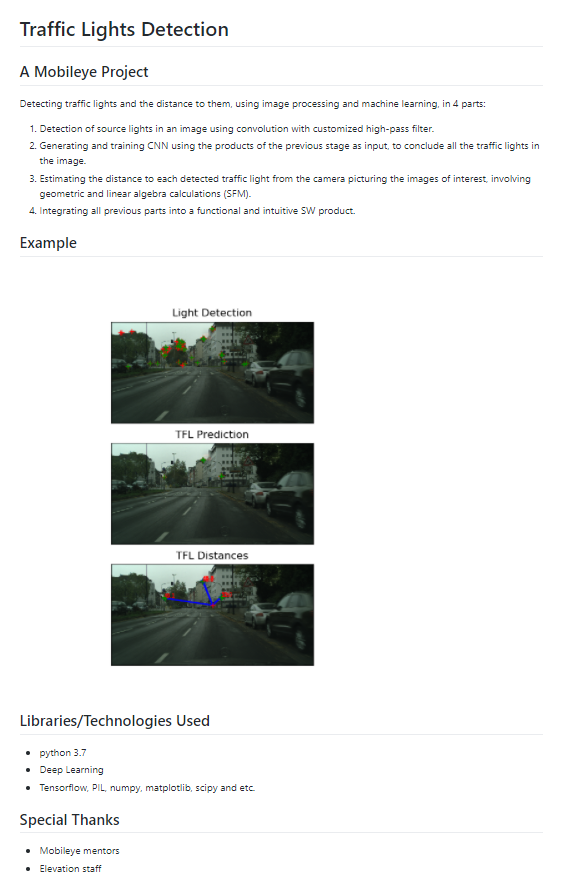 Traffic Lights Detection
A Mobileye Project
Detecting traffic lights and the distance to them, using image processing and machine learning, in 4 parts:
1. Detection of source lights in an image using convolution with customized high-pass filter.
2. Generating and training CNN using the products of the previous stage as input, to conclude all the traffic lights in
the image.
3. Estimating the distance to each detected traffic light from the camera picturing the images of interest, involving
geometric and linear algebra calculations (SFM).
4. Integrating all previous parts into a functional and intuitive SW product.
Example
Light Detection
TFL Prediction
TFL Distances
Libraries/Technologies Used
python 3.7
Deep Learning
Tensorflow, PIL, numpy, matplotlib, scipy and etc.
Special Thanks
Mobileye mentors
Elevation staff